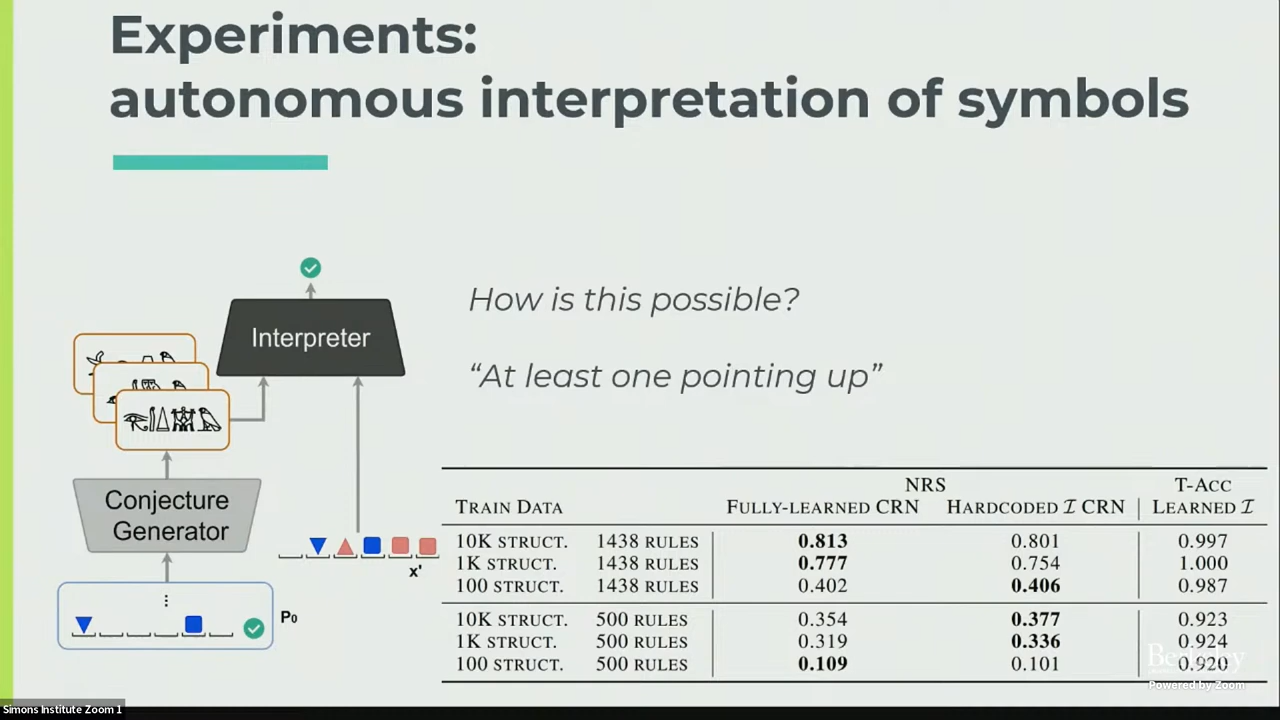 Experiments:
autonomous interpretation of symbols
Interpreter
How is this possible?
“At least one pointing up”
Conjecture
Generator
x'
P₀
NRS T-ACC
TRAIN DATA FULLY-LEARNED CRN HARDCODED ℐ CRN LEARNED ℐ
10K STRUCT. 1438 RULES 0.813 0.801 0.997
1K STRUCT. 1438 RULES 0.777 0.754 1.000
100 STRUCT. 1438 RULES 0.402 0.406 0.987
10K STRUCT. 500 RULES 0.354 0.377 0.923
1K STRUCT. 500 RULES 0.319 0.336 0.924
100 STRUCT. 500 RULES 0.109 0.101 0.920
Berkeley
Powered by Zoom
Simons Institute Zoom 1